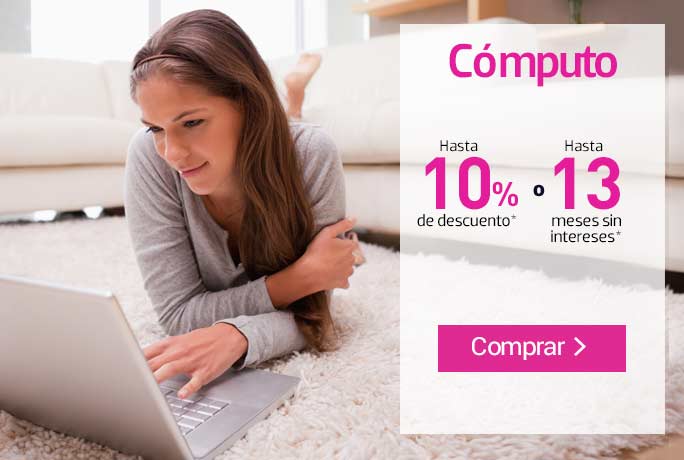 Cómputo
Hasta
10%
de descuento*
o
Hasta
13
meses sin
intereses*
Comprar >